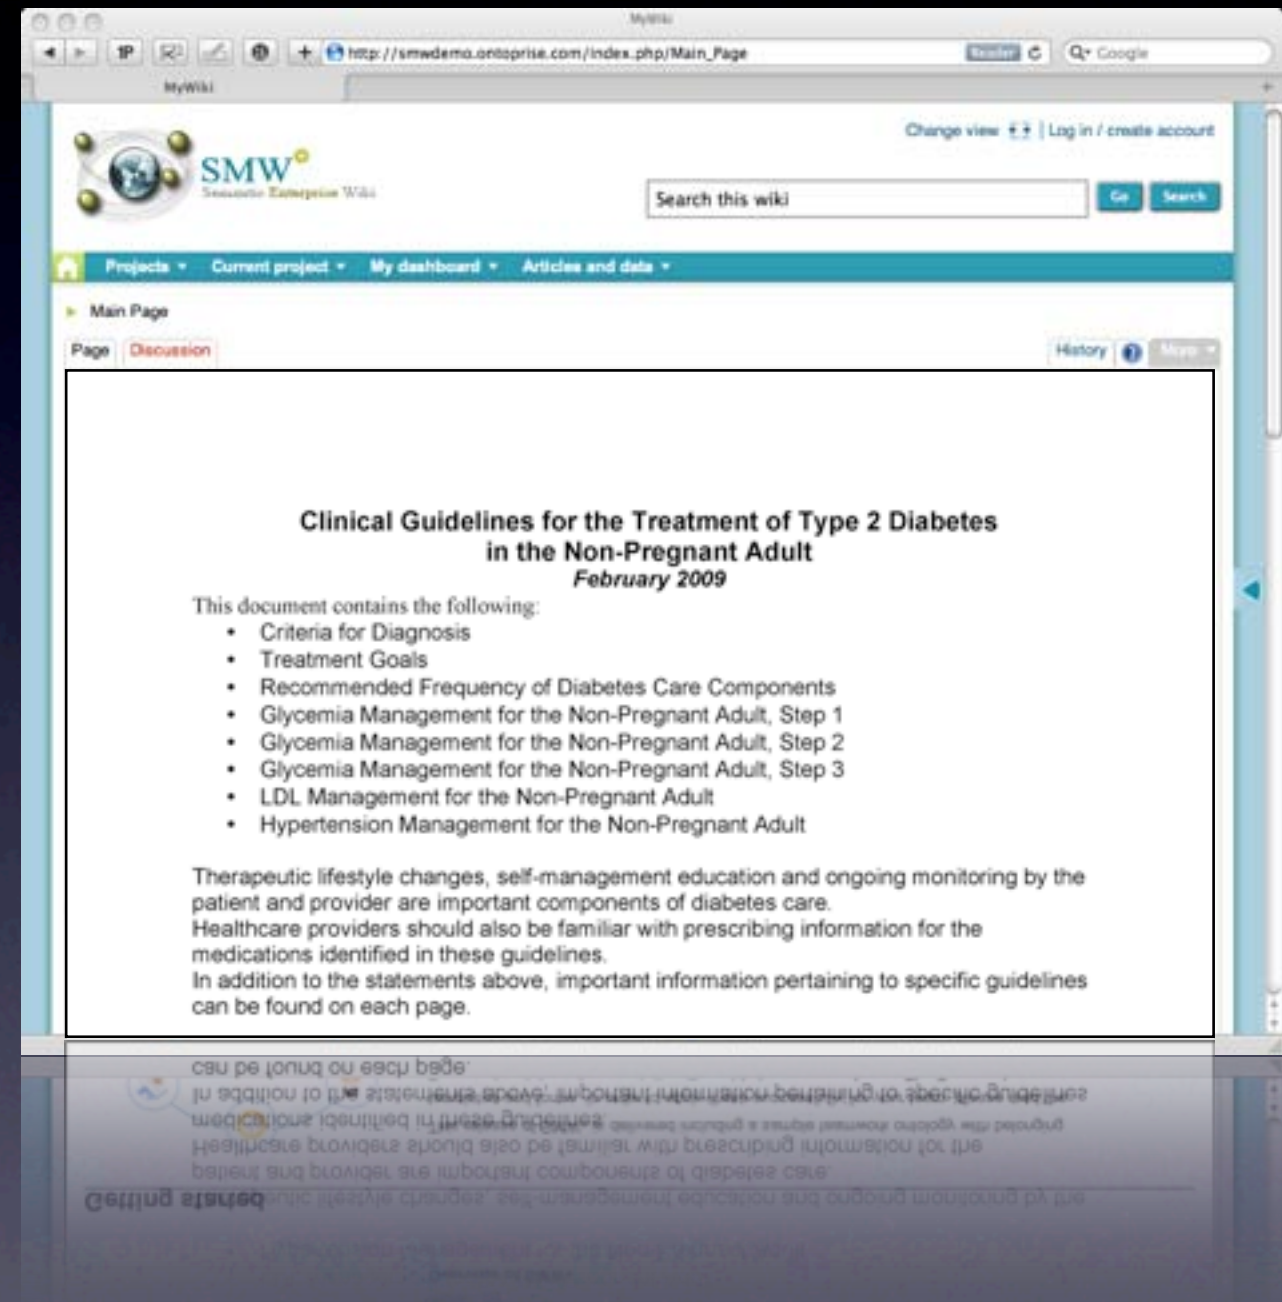 MyWiki
1P
http://smwdemo.ontoprise.com/index.php/Main_Page
Reader
Google
MyWiki
Change view | Log in / create account
SMW+
Semantic Enterprise Wiki
Search this wiki
Go
Search
Projects
Current project
My dashboard
Articles and data
Main Page
Page
Discussion
History
?
More
Clinical Guidelines for the Treatment of Type 2 Diabetes
in the Non-Pregnant Adult
February 2009
This document contains the following:
• Criteria for Diagnosis
• Treatment Goals
• Recommended Frequency of Diabetes Care Components
• Glycemia Management for the Non-Pregnant Adult, Step 1
• Glycemia Management for the Non-Pregnant Adult, Step 2
• Glycemia Management for the Non-Pregnant Adult, Step 3
• LDL Management for the Non-Pregnant Adult
• Hypertension Management for the Non-Pregnant Adult
Therapeutic lifestyle changes, self-management education and ongoing monitoring by the
patient and provider are important components of diabetes care.
Healthcare providers should also be familiar with prescribing information for the
medications identified in these guidelines.
In addition to the statements above, important information pertaining to specific guidelines
can be found on each page.